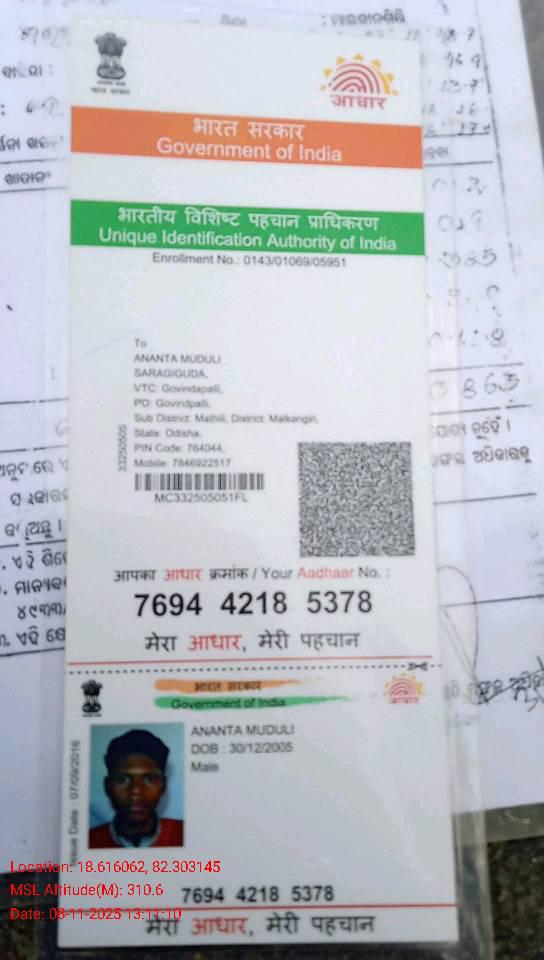 आधार
भारत सरकार
Government of India
भारतीय विशिष्ट पहचान प्राधिकरण
Unique Identification Authority of India
Enrollment No.: 0143/01069/05951
To
ANANTA MUDULI
SARAGIGUDA,
VTC: Govindapalli,
PO: Govindpalli,
Sub District: Mathili, District: Malkangiri,
State: Odisha,
PIN Code: 764044,
Mobile: 7846922517
33250505
MC332505051FL
आपका आधार क्रमांक / Your Aadhaar No. :
7694 4218 5378
मेरा आधार, मेरी पहचान
भारत सरकार
Government of India
आधार
ANANTA MUDULI
DOB : 30/12/2005
Male
Issue Date : 07/09/2016
7694 4218 5378
मेरा आधार, मेरी पहचान
Location: 18.616062, 82.303145
MSL Altitude(M): 310.6
Date: 08-11-2025 13:11:10